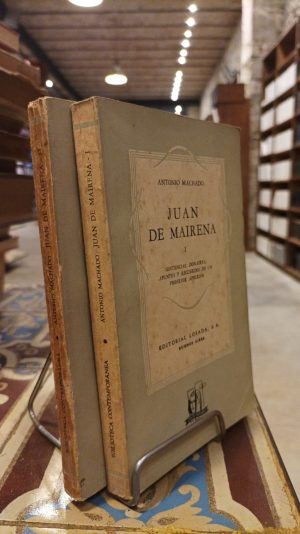 ANTONIO MACHADO
JUAN
DE MAIRENA
I
SENTENCIAS, DONAIRES,
APUNTES Y RECUERDOS DE UN
PROFESOR APÓCRIFO
EDITORIAL LOSADA, S. A.
BUENOS AIRES
ANTONIO MACHADO JUAN DE MAIRENA - I
BIBLIOTECA CONTEMPORÁNEA
ANTONIO MACHADO JUAN DE MAIRENA